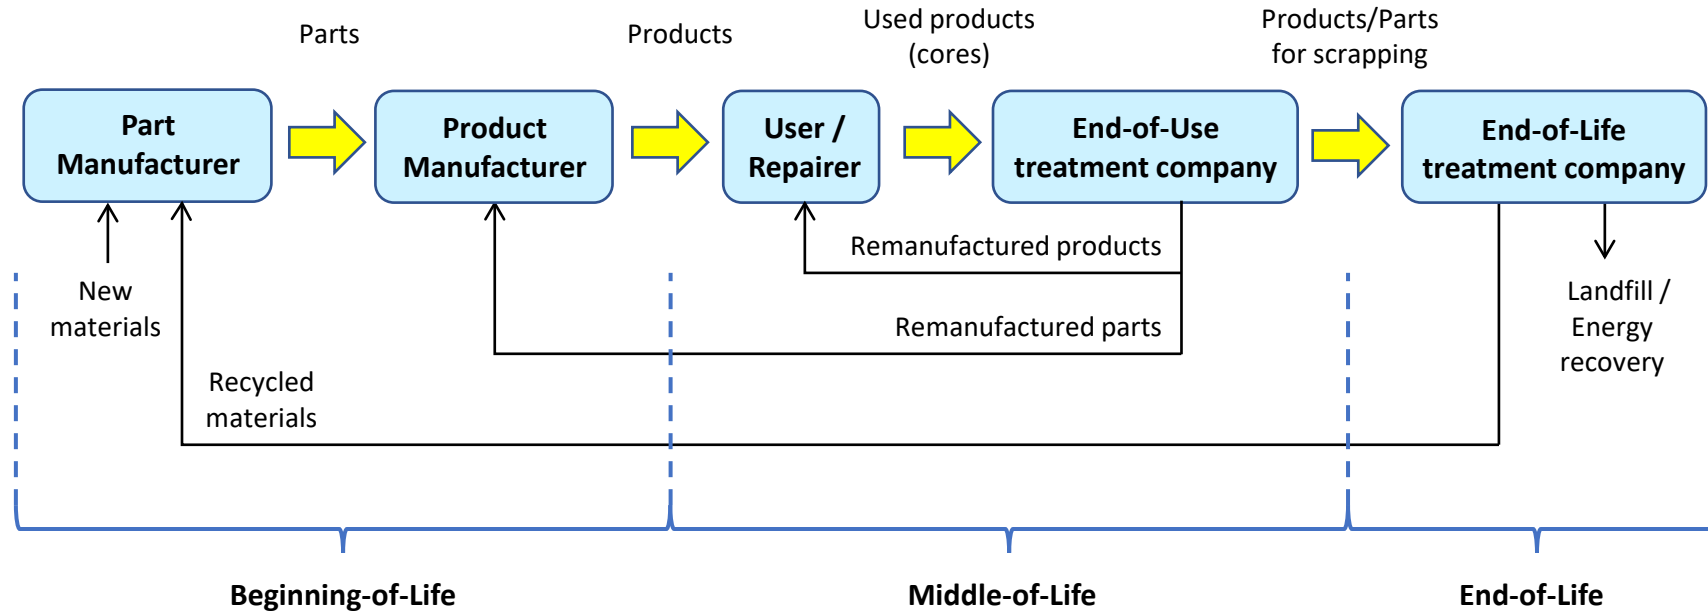 Parts
Products
Used products
(cores)
Products/Parts
for scrapping
Part
Manufacturer
Product
Manufacturer
User /
Repairer
End-of-Use
treatment company
End-of-Life
treatment company
Remanufactured products
New
materials
Landfill /
Energy
recovery
Remanufactured parts
Recycled
materials
Beginning-of-Life
Middle-of-Life
End-of-Life